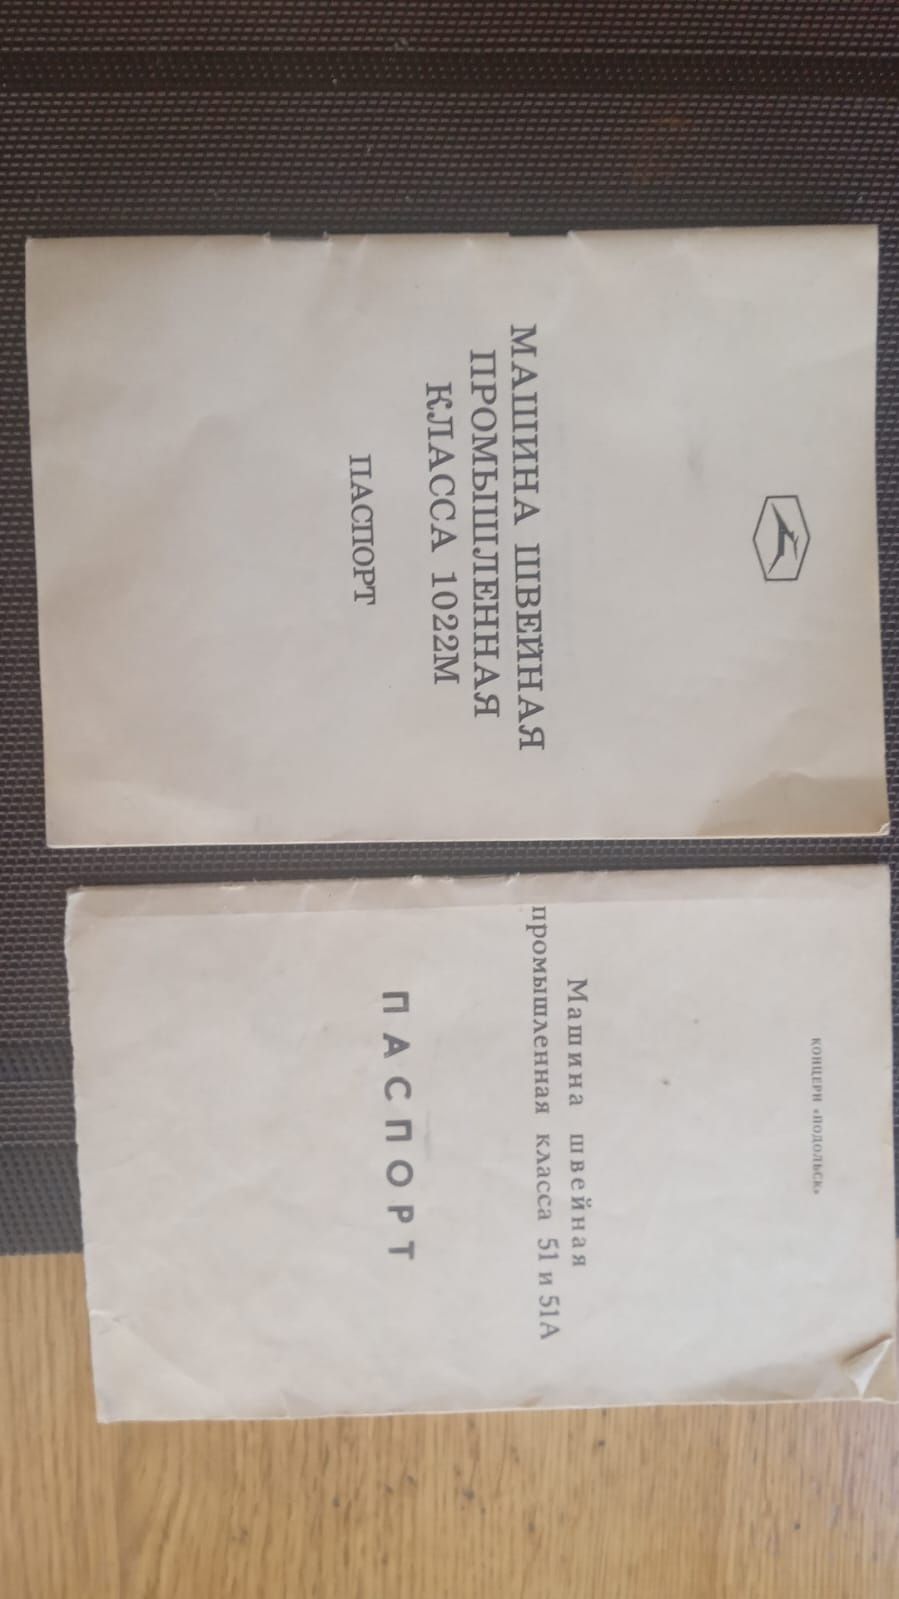 МАШИНА ШВЕЙНАЯ
ПРОМЫШЛЕННАЯ
КЛАССА 1022М
ПАСПОРТ
КОНЦЕРН «ПОДОЛЬСК»
Машина швейная
промышленная класса 51 и 51А
ПАСПОРТ